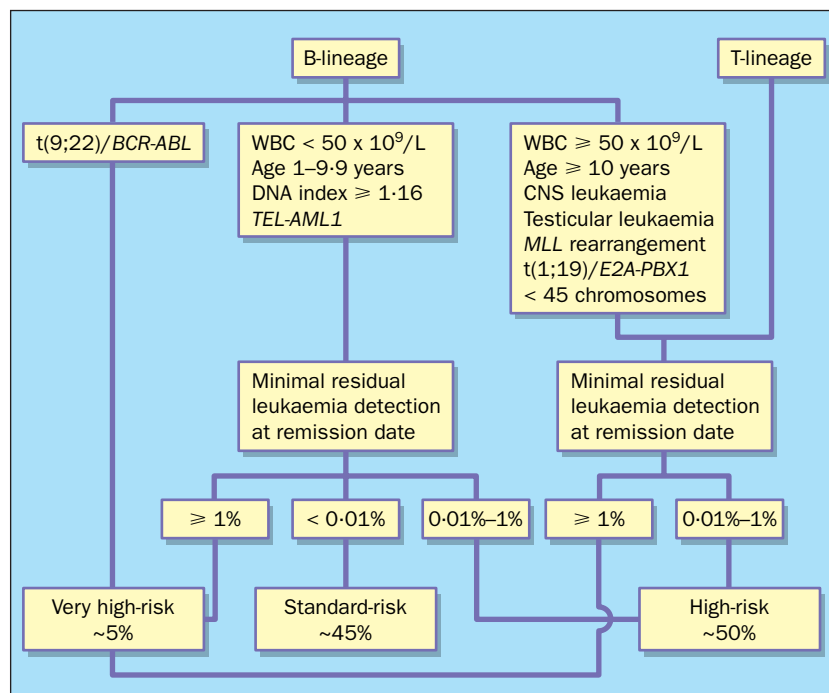 B-lineage
T-lineage
t(9;22)/BCR-ABL
WBC < 50 x 10⁹/L
Age 1–9·9 years
DNA index ⩾ 1·16
TEL-AML1
WBC ⩾ 50 x 10⁹/L
Age ⩾ 10 years
CNS leukaemia
Testicular leukaemia
MLL rearrangement
t(1;19)/E2A-PBX1
< 45 chromosomes
Minimal residual
leukaemia detection
at remission date
Minimal residual
leukaemia detection
at remission date
⩾ 1%
< 0·01%
0·01%–1%
⩾ 1%
0·01%–1%
Very high-risk
~5%
Standard-risk
~45%
High-risk
~50%